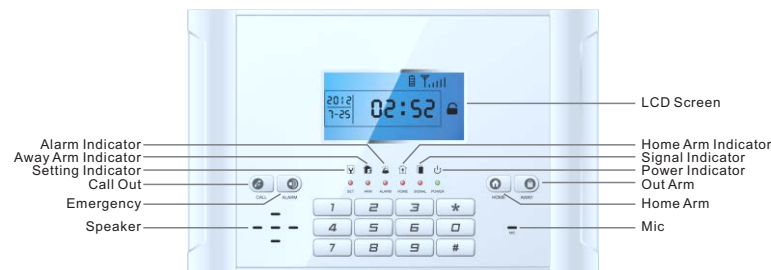 2012
7-25
02:52
LCD Screen
Alarm Indicator
Away Arm Indicator
Setting Indicator
Call Out
Emergency
Speaker
Home Arm Indicator
Signal Indicator
Power Indicator
Out Arm
Home Arm
Mic
SET ARM ALARM HOME SIGNAL POWER
CALL ALARM
HOME AWAY
1 2 3 *
4 5 6 0
7 8 9 #
MIC